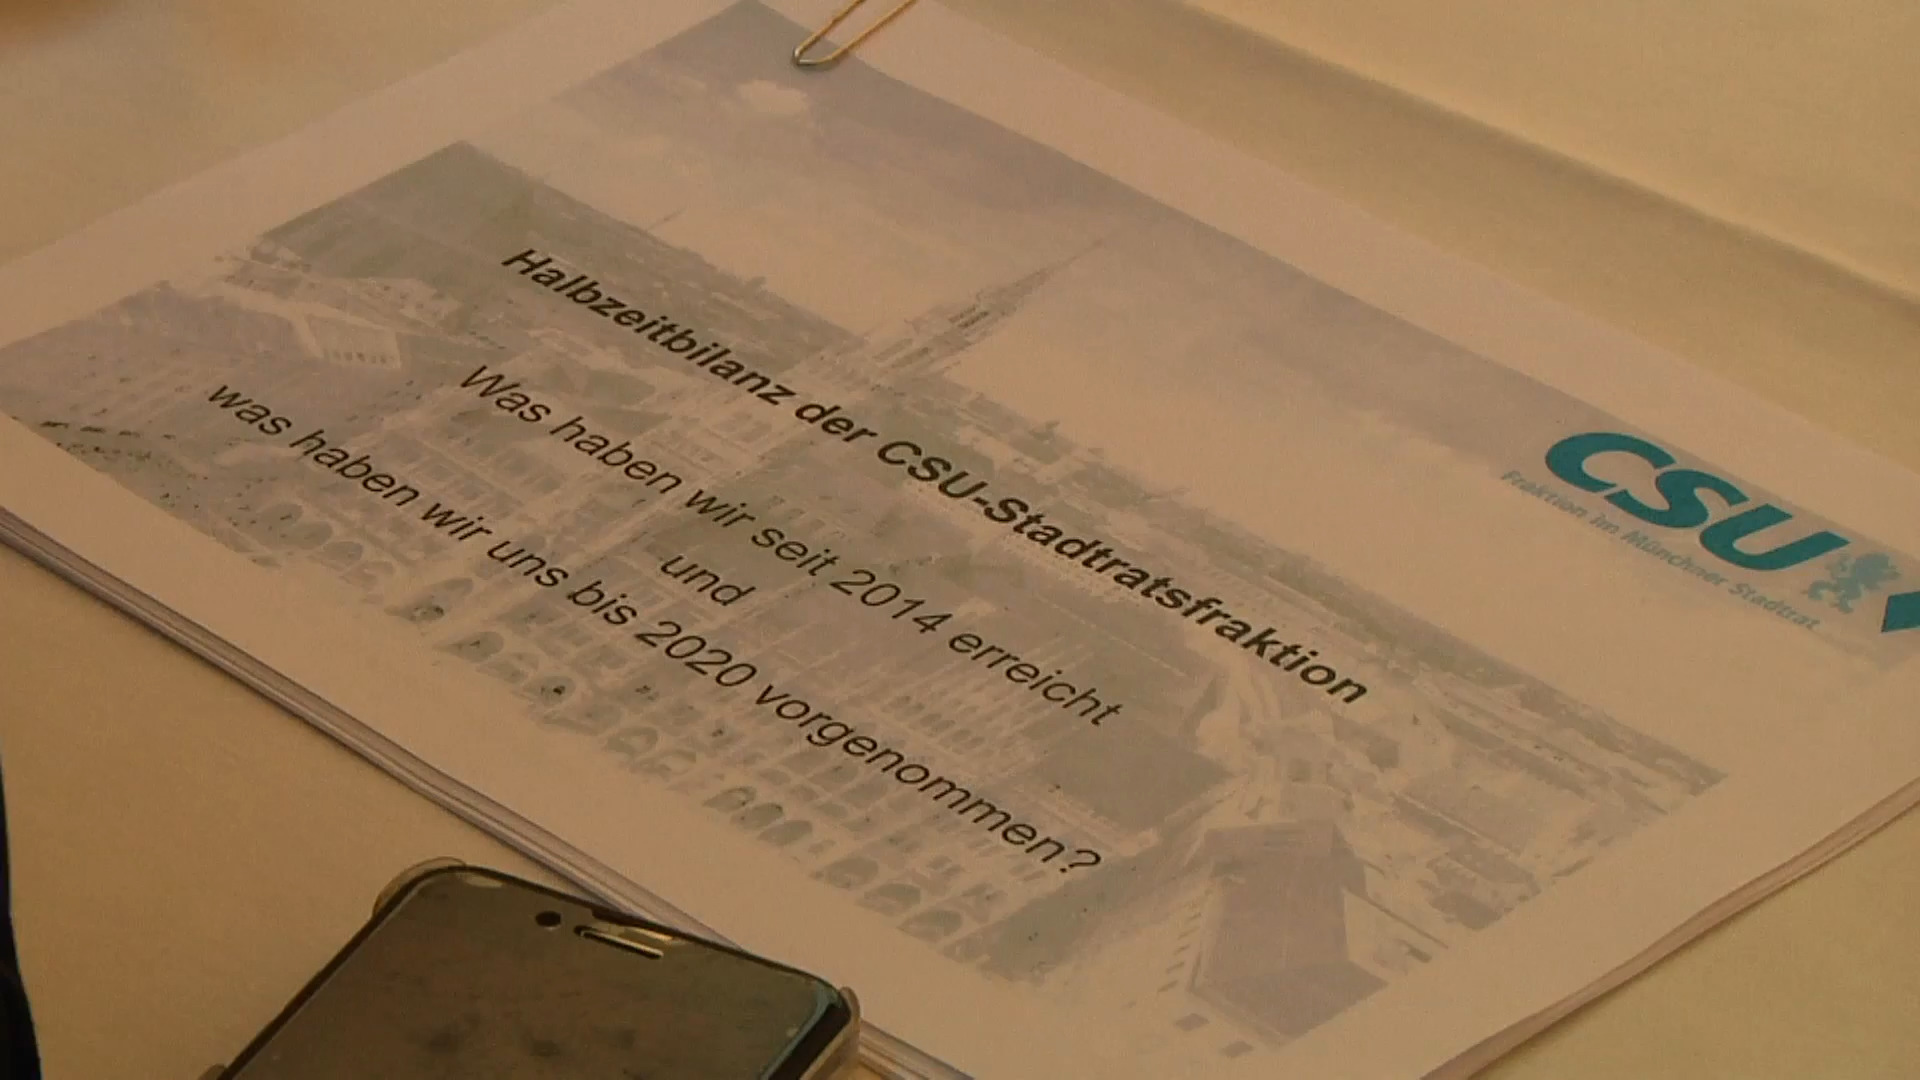 CSU
Fraktion im Münchner Stadtrat
Halbzeitbilanz der CSU-Stadtratsfraktion
Was haben wir seit 2014 erreicht
und
was haben wir uns bis 2020 vorgenommen?